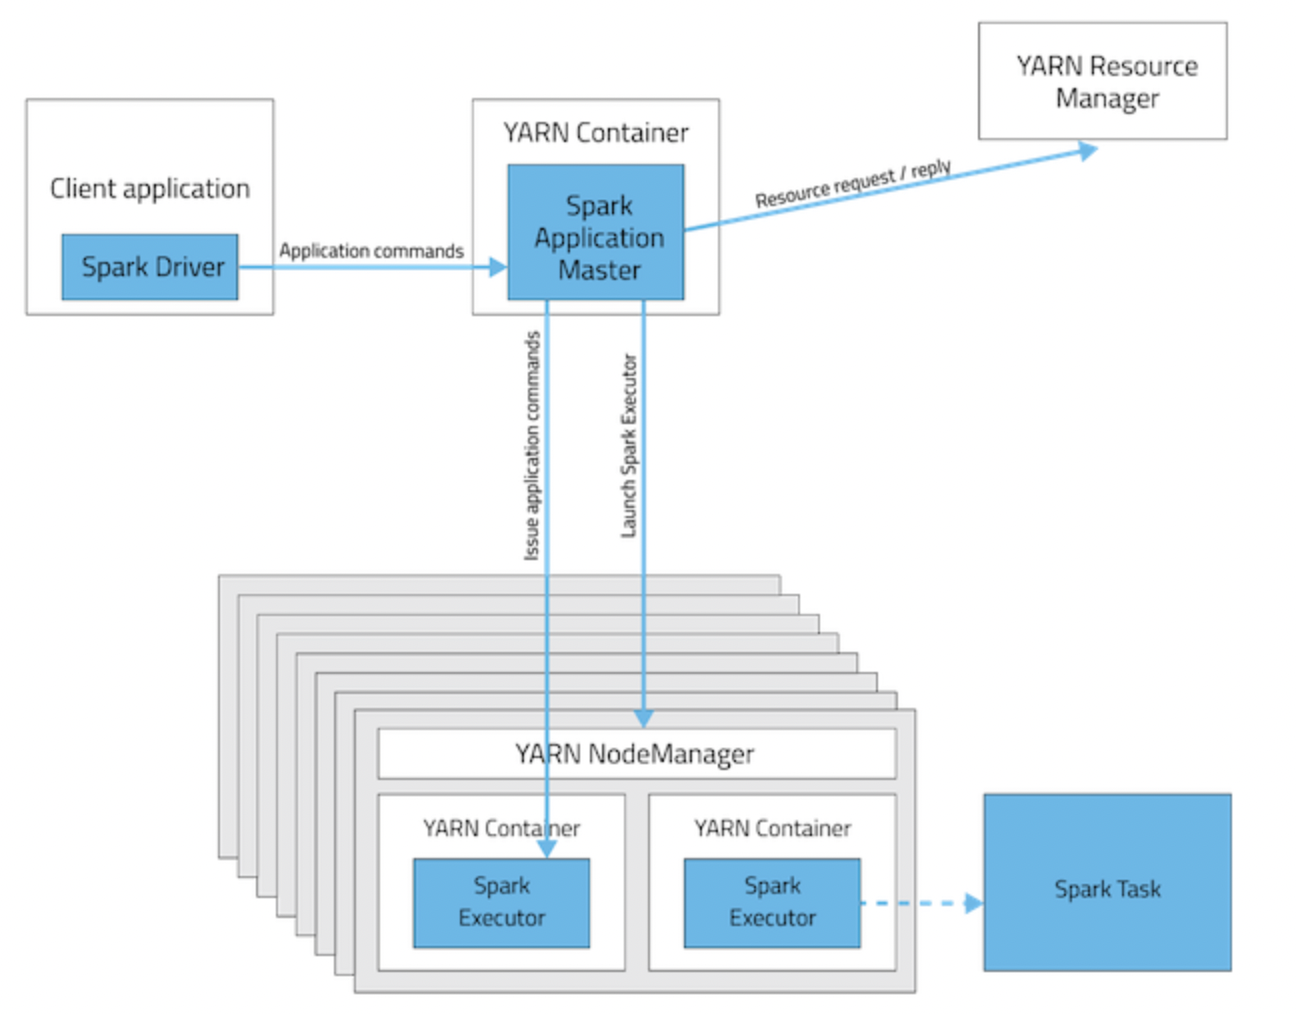 YARN Resource
Manager
YARN Container
Client application
Spark
Application
Master
Spark Driver
Application commands
Resource request / reply
Issue application commands
Launch Spark Executor
YARN NodeManager
YARN Container
YARN Container
Spark
Executor
Spark
Executor
Spark Task